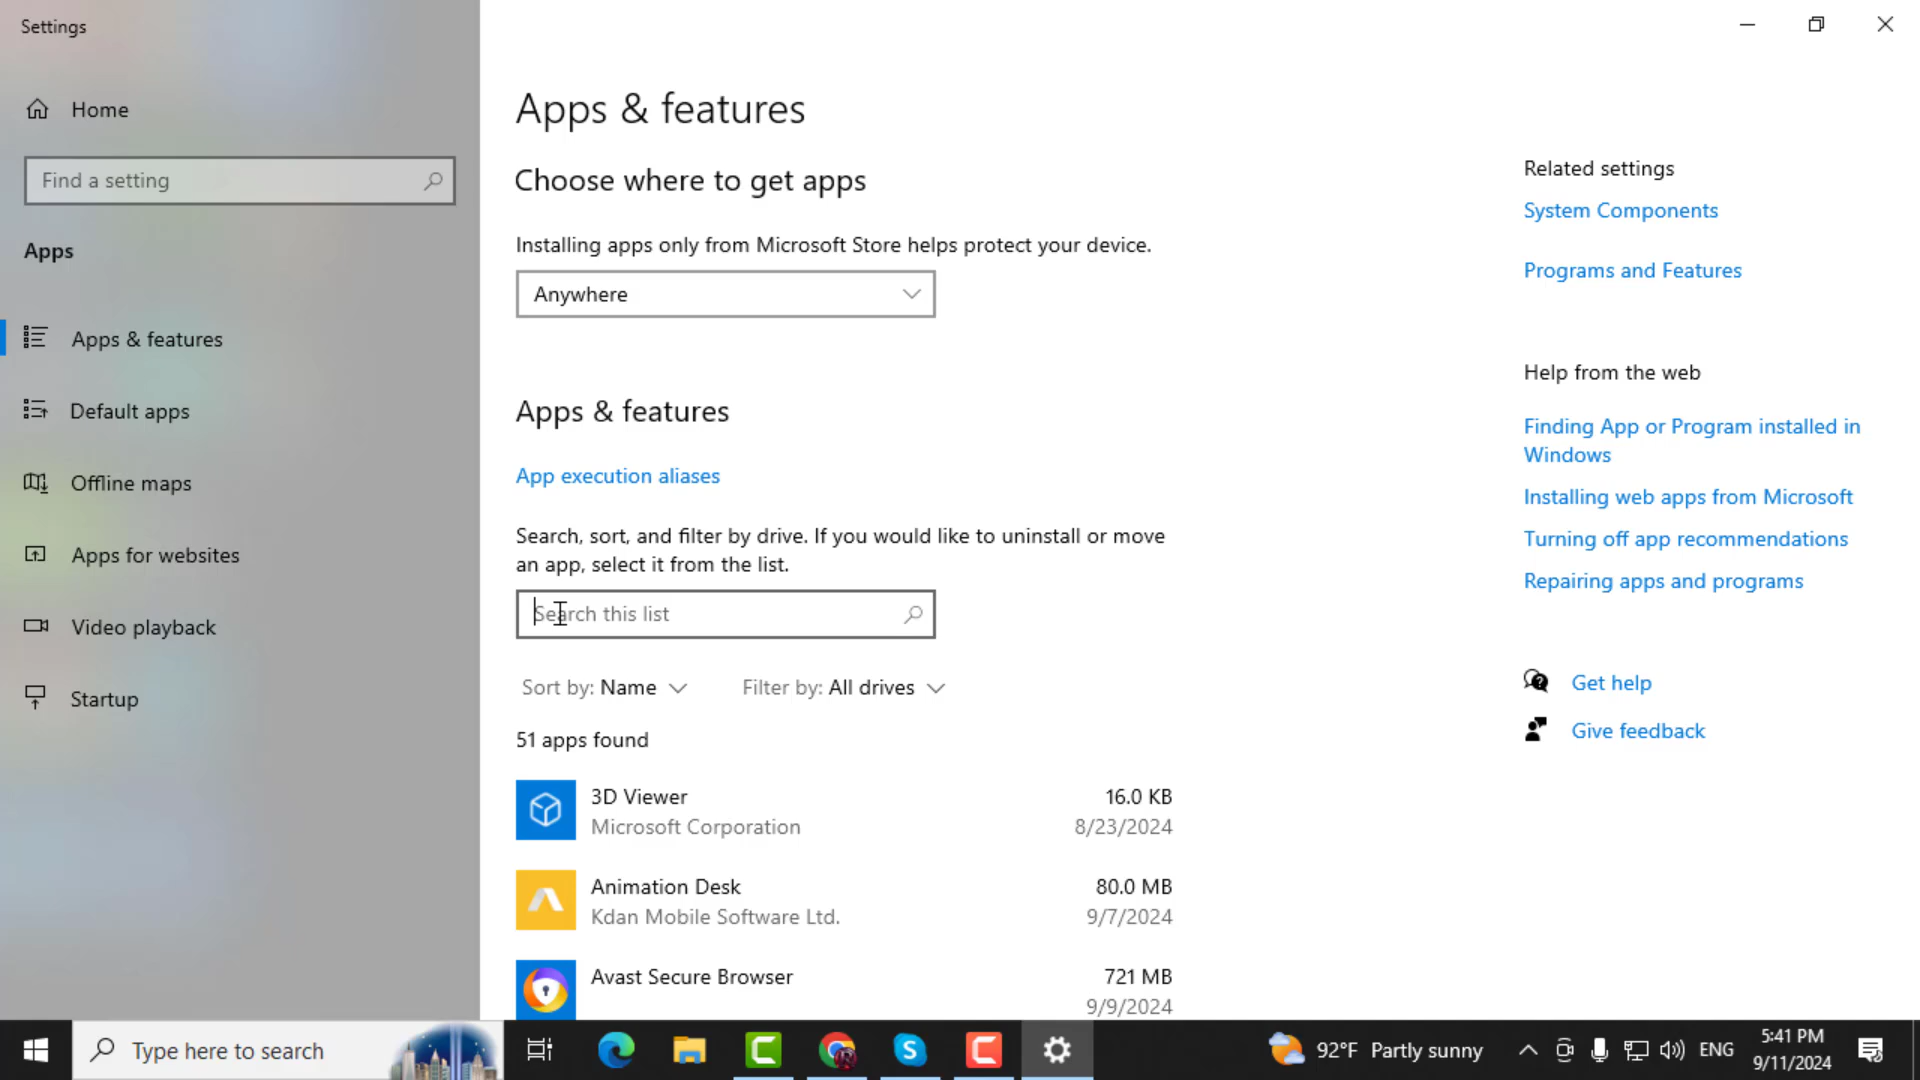 Settings
Home
Find a setting
Apps
Apps & features
Default apps
Offline maps
Apps for websites
Video playback
Startup
Apps & features
Choose where to get apps
Installing apps only from Microsoft Store helps protect your device.
Anywhere
Apps & features
App execution aliases
Search, sort, and filter by drive. If you would like to uninstall or move
an app, select it from the list.
Search this list
Sort by: Name
Filter by: All drives
51 apps found
3D Viewer 16.0 KB
Microsoft Corporation 8/23/2024
Animation Desk 80.0 MB
Kdan Mobile Software Ltd. 9/7/2024
Avast Secure Browser 721 MB
9/9/2024
Related settings
System Components
Programs and Features
Help from the web
Finding App or Program installed in
Windows
Installing web apps from Microsoft
Turning off app recommendations
Repairing apps and programs
Get help
Give feedback
Type here to search
92°F Partly sunny
ENG
5:41 PM
9/11/2024